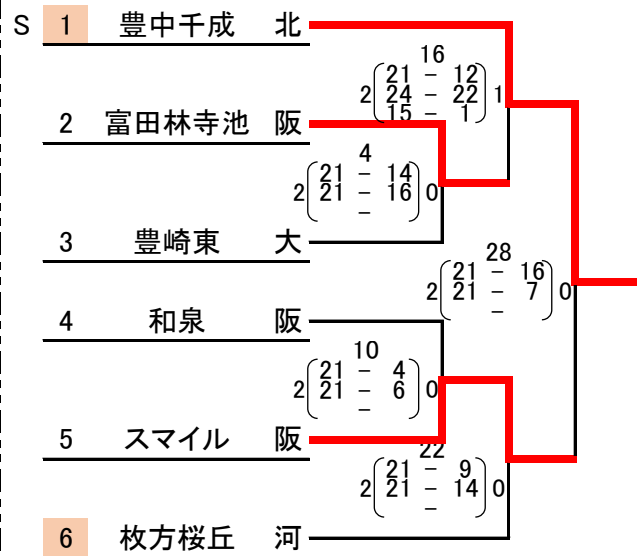 S 1 豊中千成 北
16
2 21 - 12 1
24 - 22
15 - 1
2 富田林寺池 阪
4
2 21 - 14 0
21 - 16
-
3 豊崎東 大
28
2 21 - 16 0
21 - 7
-
4 和泉 阪
10
2 21 - 4 0
21 - 6
-
5 スマイル 阪
22
2 21 - 9 0
21 - 14
-
6 枚方桜丘 河